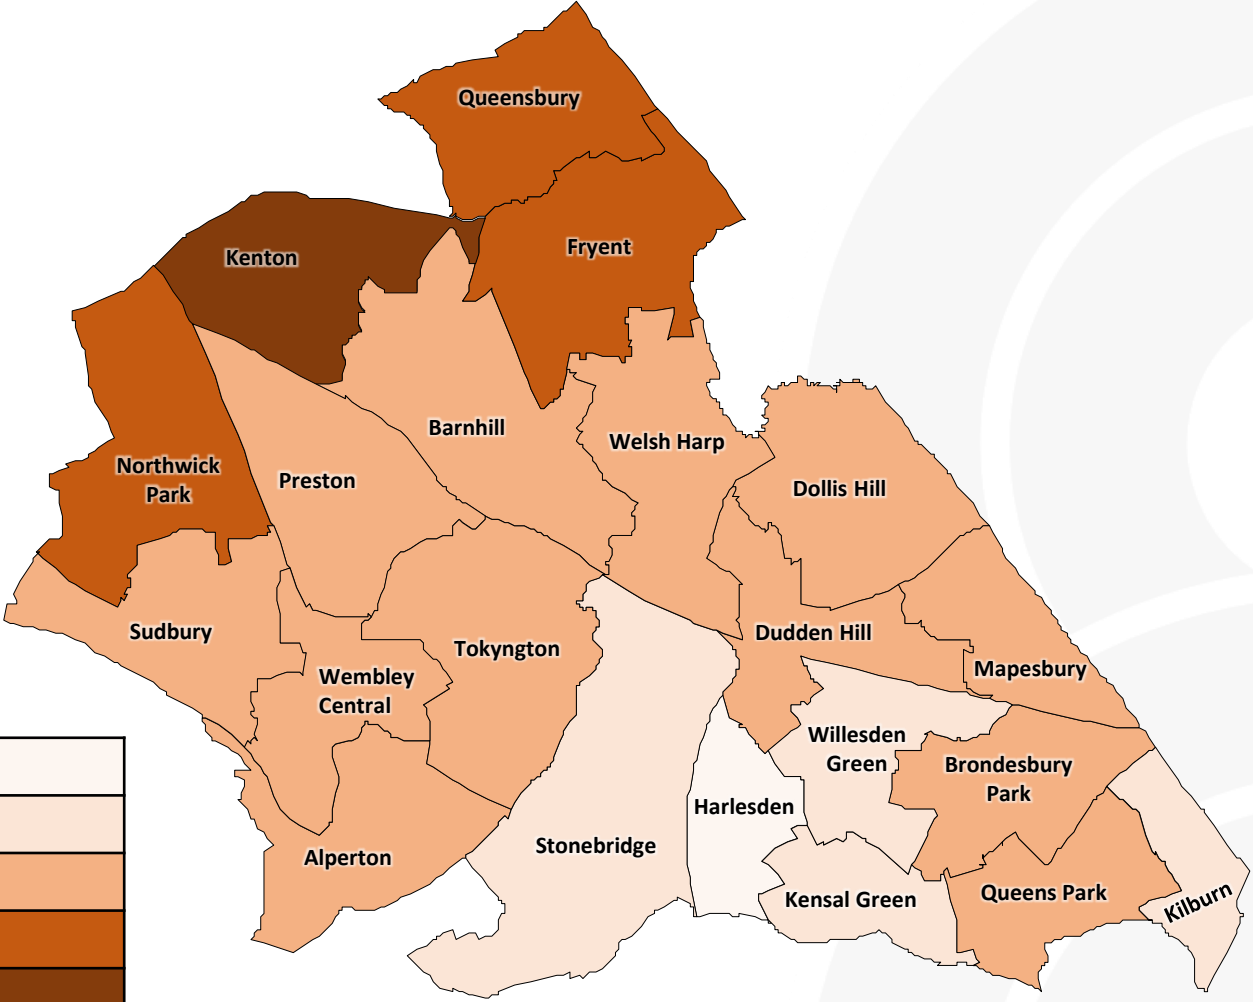 Queensbury
Kenton
Fryent
Barnhill
Welsh Harp
Northwick
Park
Preston
Dollis Hill
Sudbury
Tokyngton
Dudden Hill
Wembley
Central
Mapesbury
Willesden
Green
Brondesbury
Park
Harlesden
Stonebridge
Alperton
Kensal Green
Queens Park
Kilburn